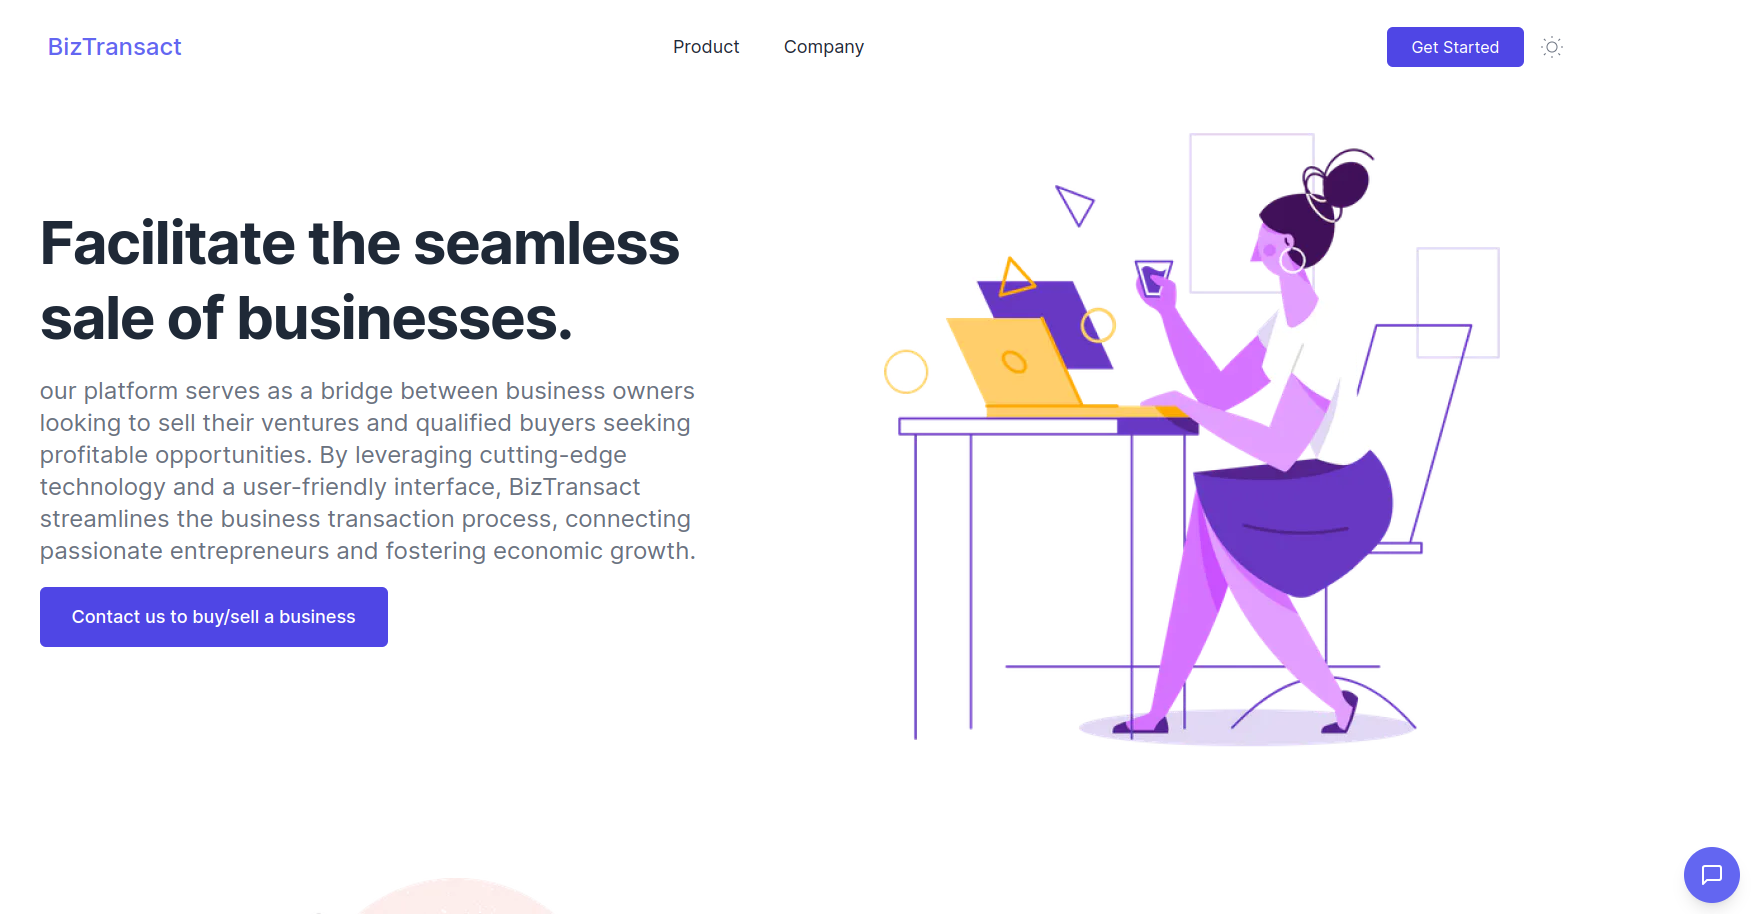 BizTransact
Product
Company
Get Started
Facilitate the seamless
sale of businesses.
our platform serves as a bridge between business owners
looking to sell their ventures and qualified buyers seeking
profitable opportunities. By leveraging cutting-edge
technology and a user-friendly interface, BizTransact
streamlines the business transaction process, connecting
passionate entrepreneurs and fostering economic growth.
Contact us to buy/sell a business